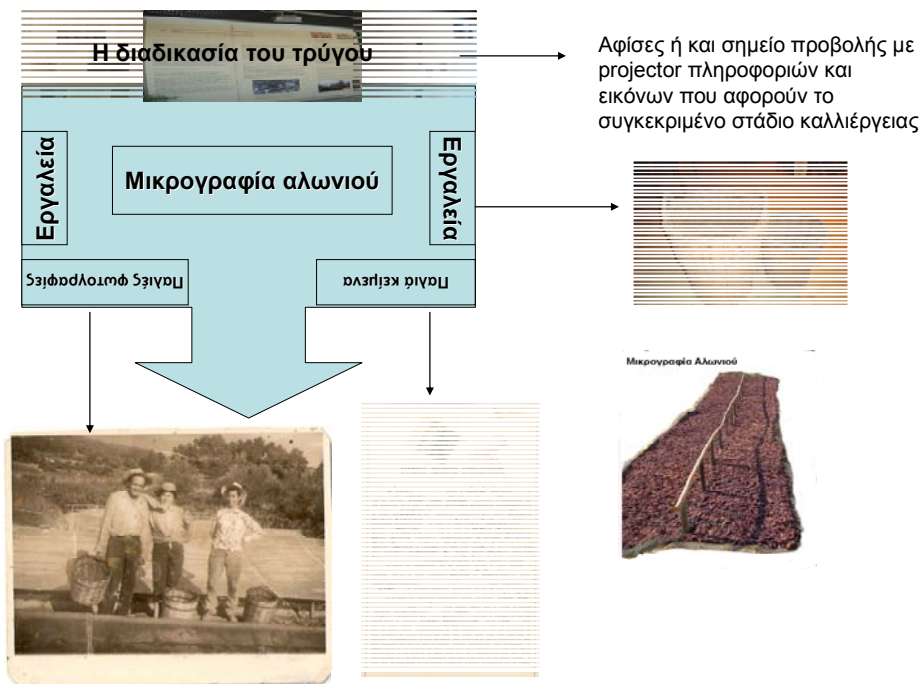 Η διαδικασία του τρύγου
Αφίσες ή και σημείο προβολής με
projector πληροφοριών και
εικόνων που αφορούν το
συγκεκριμένο στάδιο καλλιέργειας
Εργαλεία
Μικρογραφία αλωνιού
Εργαλεία
Παλιές φωτογραφίες
Παλιά κείμενα
Μικρογραφία Αλωνιού